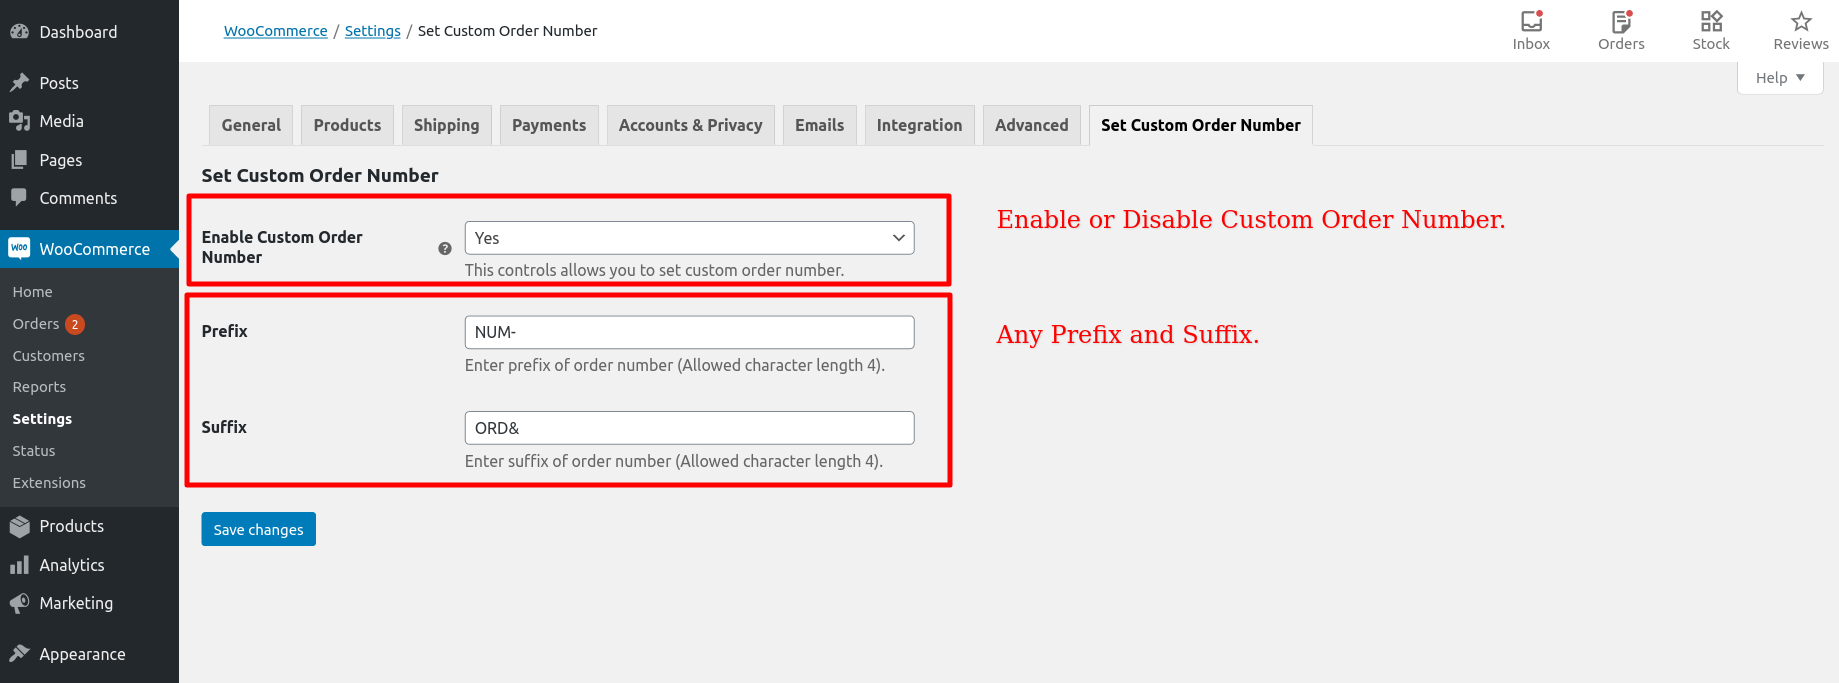 Dashboard
Posts
Media
Pages
Comments
WOO WooCommerce
Home
Orders 2
Customers
Reports
Settings
Status
Extensions
Products
Analytics
Marketing
Appearance
WooCommerce / Settings / Set Custom Order Number
Inbox Orders Stock Reviews
Help
General Products Shipping Payments Accounts & Privacy Emails Integration Advanced Set Custom Order Number
Set Custom Order Number
Enable Custom Order
Number
?
Yes
This controls allows you to set custom order number.
Enable or Disable Custom Order Number.
Prefix
NUM-
Enter prefix of order number (Allowed character length 4).
Any Prefix and Suffix.
Suffix
ORD&
Enter suffix of order number (Allowed character length 4).
Save changes